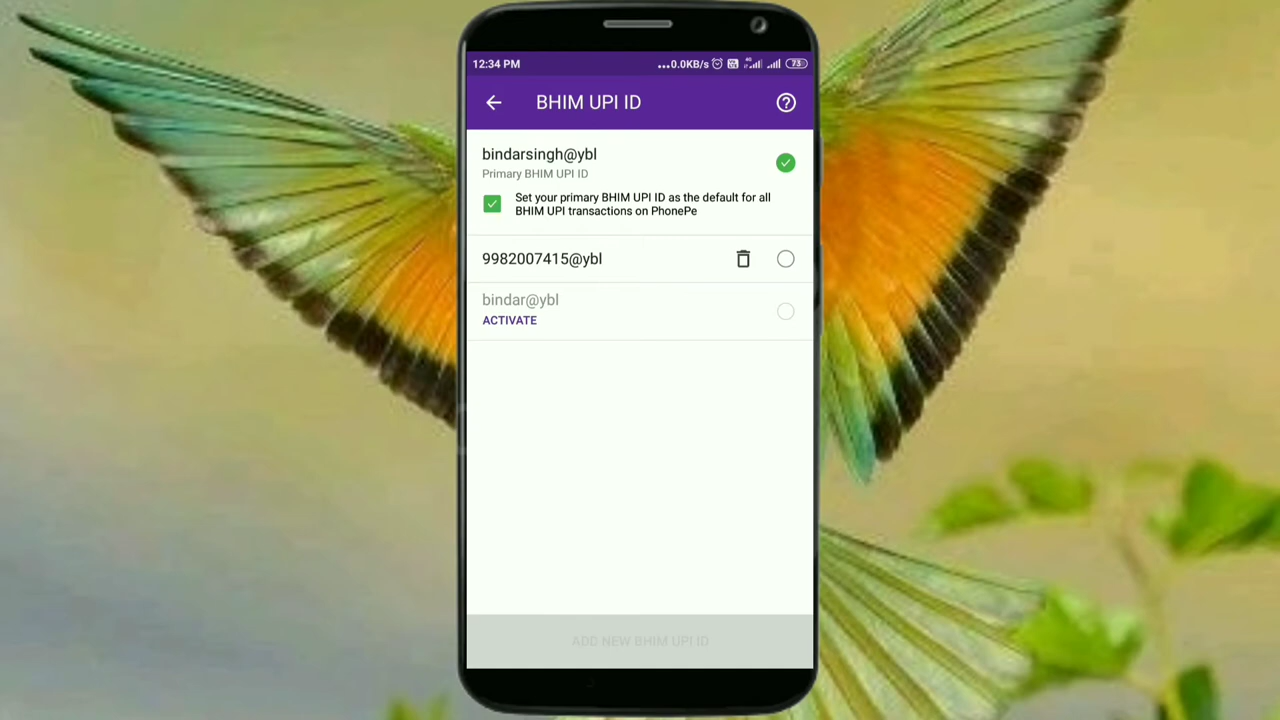 12:34 PM ...0.0KB/s 4G 73
BHIM UPI ID
bindarsingh@ybl
Primary BHIM UPI ID
Set your primary BHIM UPI ID as the default for all
BHIM UPI transactions on PhonePe
9982007415@ybl
bindar@ybl
ACTIVATE
ADD NEW BHIM UPI ID